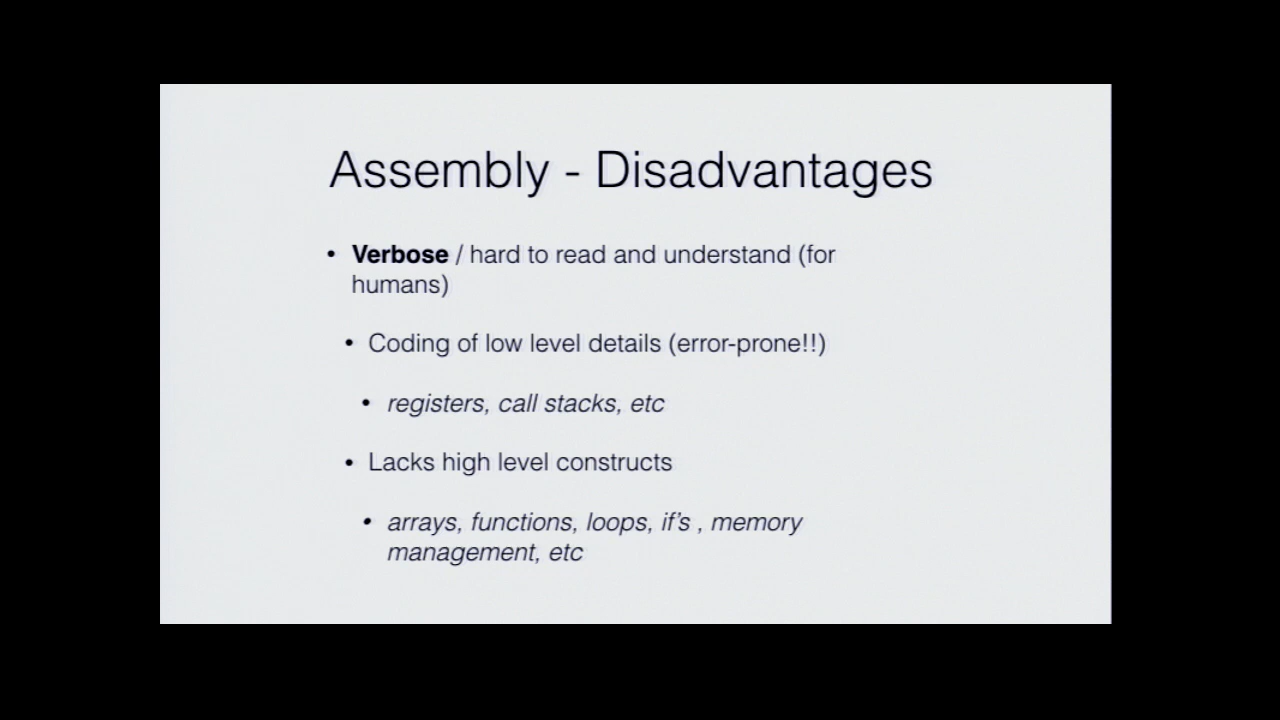 Assembly - Disadvantages
• Verbose / hard to read and understand (for
humans)
• Coding of low level details (error-prone!!)
• registers, call stacks, etc
• Lacks high level constructs
• arrays, functions, loops, if’s , memory
management, etc